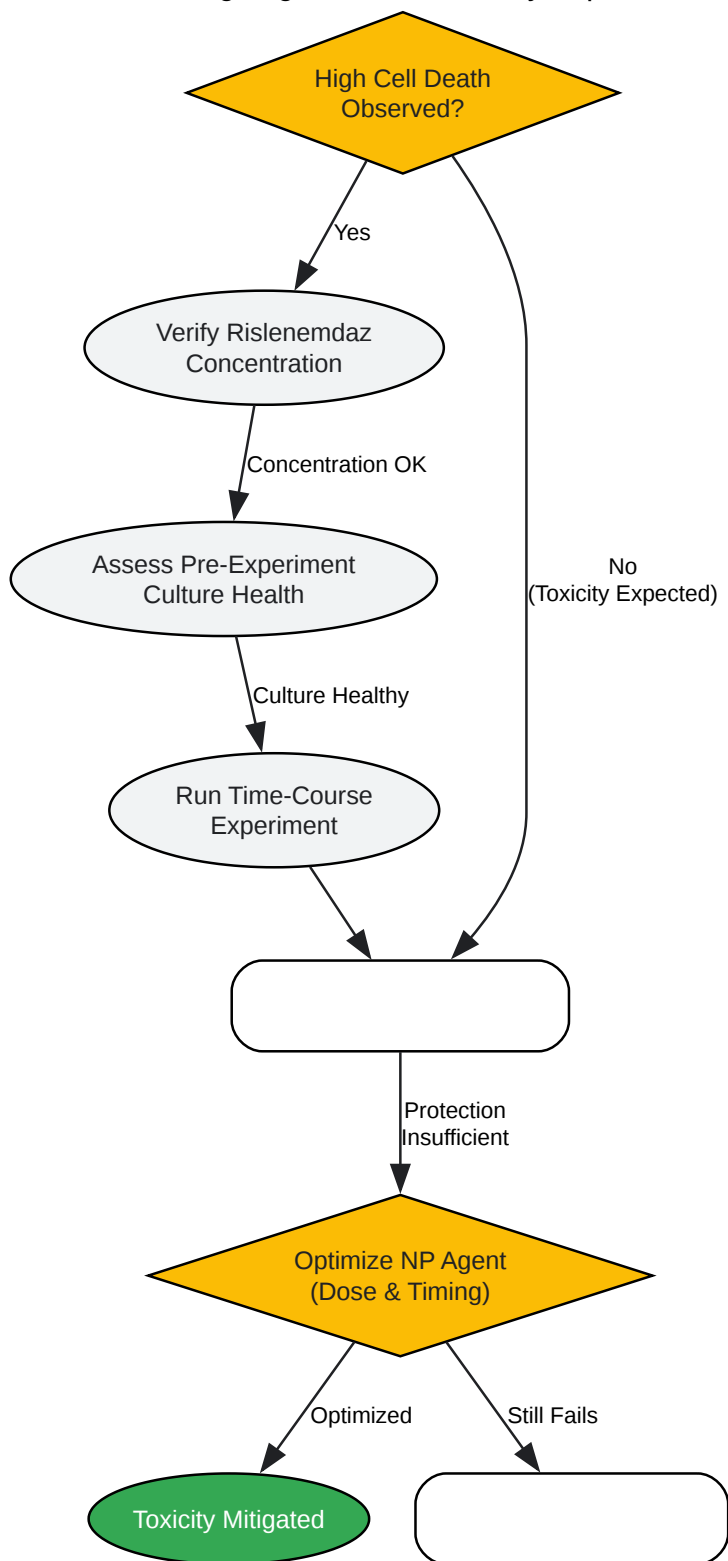 High Cell Death
Observed?
Yes
Verify Rislenemdaz
Concentration
Concentration OK
Assess Pre-Experiment
Culture Health
No
(Toxicity Expected)
Culture Healthy
Run Time-Course
Experiment
Protection
Insufficient
Optimize NP Agent
(Dose & Timing)
Optimized
Still Fails
Toxicity Mitigated